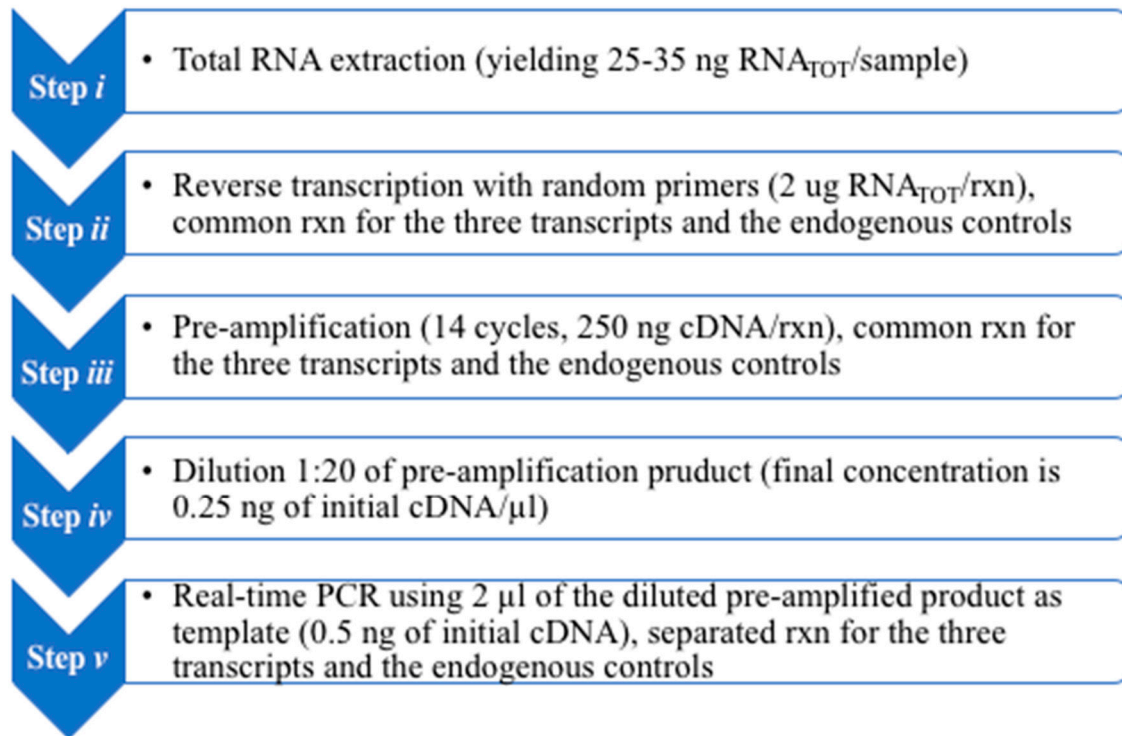 Step i
• Total RNA extraction (yielding 25-35 ng RNATOT/sample)
Step ii
• Reverse transcription with random primers (2 ug RNATOT/rxn),
common rxn for the three transcripts and the endogenous controls
Step iii
• Pre-amplification (14 cycles, 250 ng cDNA/rxn), common rxn for
the three transcripts and the endogenous controls
Step iv
• Dilution 1:20 of pre-amplification pruduct (final concentration is
0.25 ng of initial cDNA/µl)
Step v
• Real-time PCR using 2 µl of the diluted pre-amplified product as
template (0.5 ng of initial cDNA), separated rxn for the three
transcripts and the endogenous controls